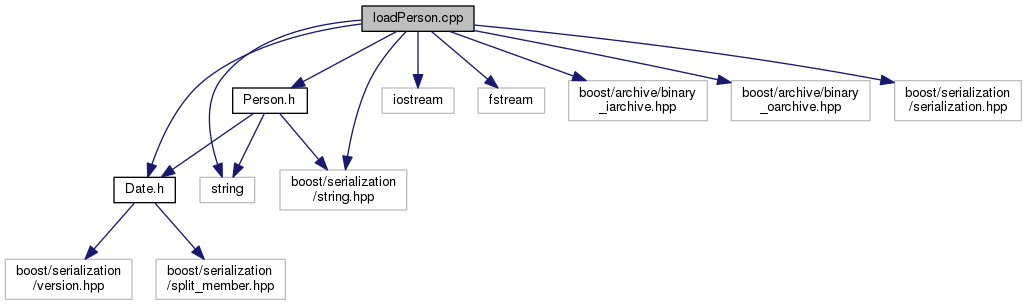 loadPerson.cpp
Person.h
iostream
fstream
boost/archive/binary
_iarchive.hpp
boost/archive/binary
_oarchive.hpp
boost/serialization
/serialization.hpp
Date.h
string
boost/serialization
/string.hpp
boost/serialization
/version.hpp
boost/serialization
/split_member.hpp